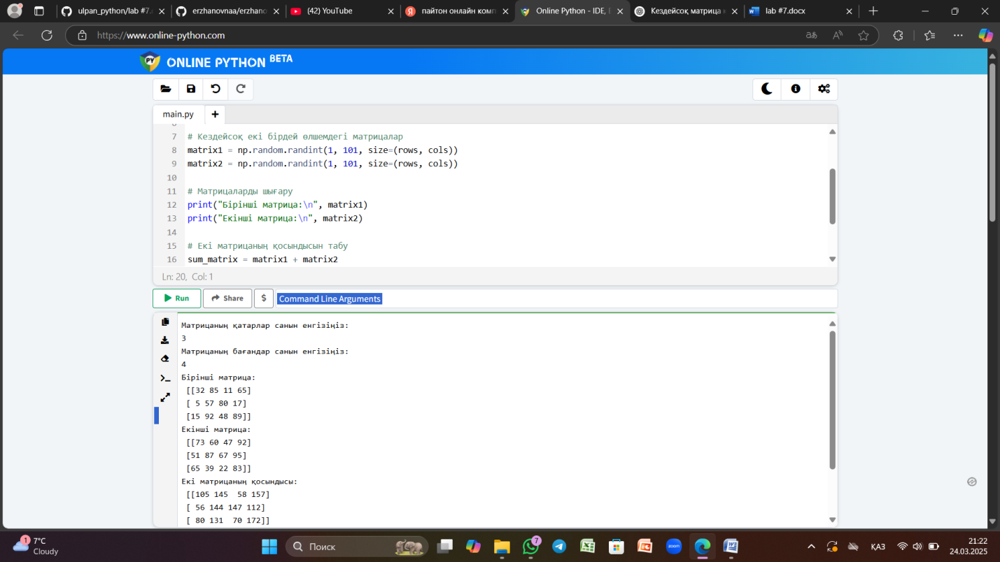 ulpan_python/lab #7.
erzhanovnaa/erzhano
(42) YouTube
пайтон онлайн комп
Online Python - IDE, E
Кездейсоқ матрица к
lab #7.docx
https://www.online-python.com
ONLINE PYTHON BETA
main.py
6
7 # Кездейсоқ екі бірдей өлшемдегі матрицалар
8 matrix1 = np.random.randint(1, 101, size=(rows, cols))
9 matrix2 = np.random.randint(1, 101, size=(rows, cols))
10
11 # Матрицаларды шығару
12 print("Бірінші матрица:\n", matrix1)
13 print("Екінші матрица:\n", matrix2)
14
15 # Екі матрицаның қосындысын табу
16 sum_matrix = matrix1 + matrix2
Ln: 20, Col: 1
Run Share $ Command Line Arguments
Матрицаның қатарлар санын енгізіңіз:
3
Матрицаның бағандар санын енгізіңіз:
4
Бірінші матрица:
[[32 85 11 65]
[ 5 57 80 17]
[15 92 48 89]]
Екінші матрица:
[[73 60 47 92]
[51 87 67 95]
[65 39 22 83]]
Екі матрицаның қосындысы:
[[105 145  58 157]
[ 56 144 147 112]
[ 80 131  70 172]]
1
7°C
Cloudy
Поиск
7
zoom
ҚАЗ
21:22
24.03.2025